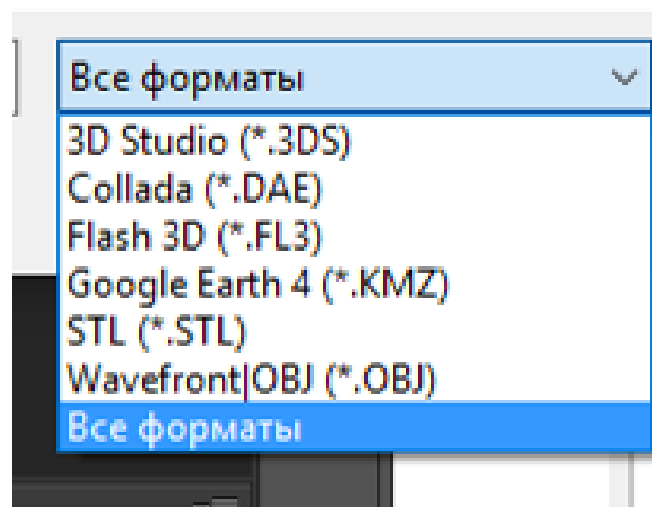 Все форматы
3D Studio (*.3DS)
Collada (*.DAE)
Flash 3D (*.FL3)
Google Earth 4 (*.KMZ)
STL (*.STL)
Wavefront|OBJ (*.OBJ)
Все форматы